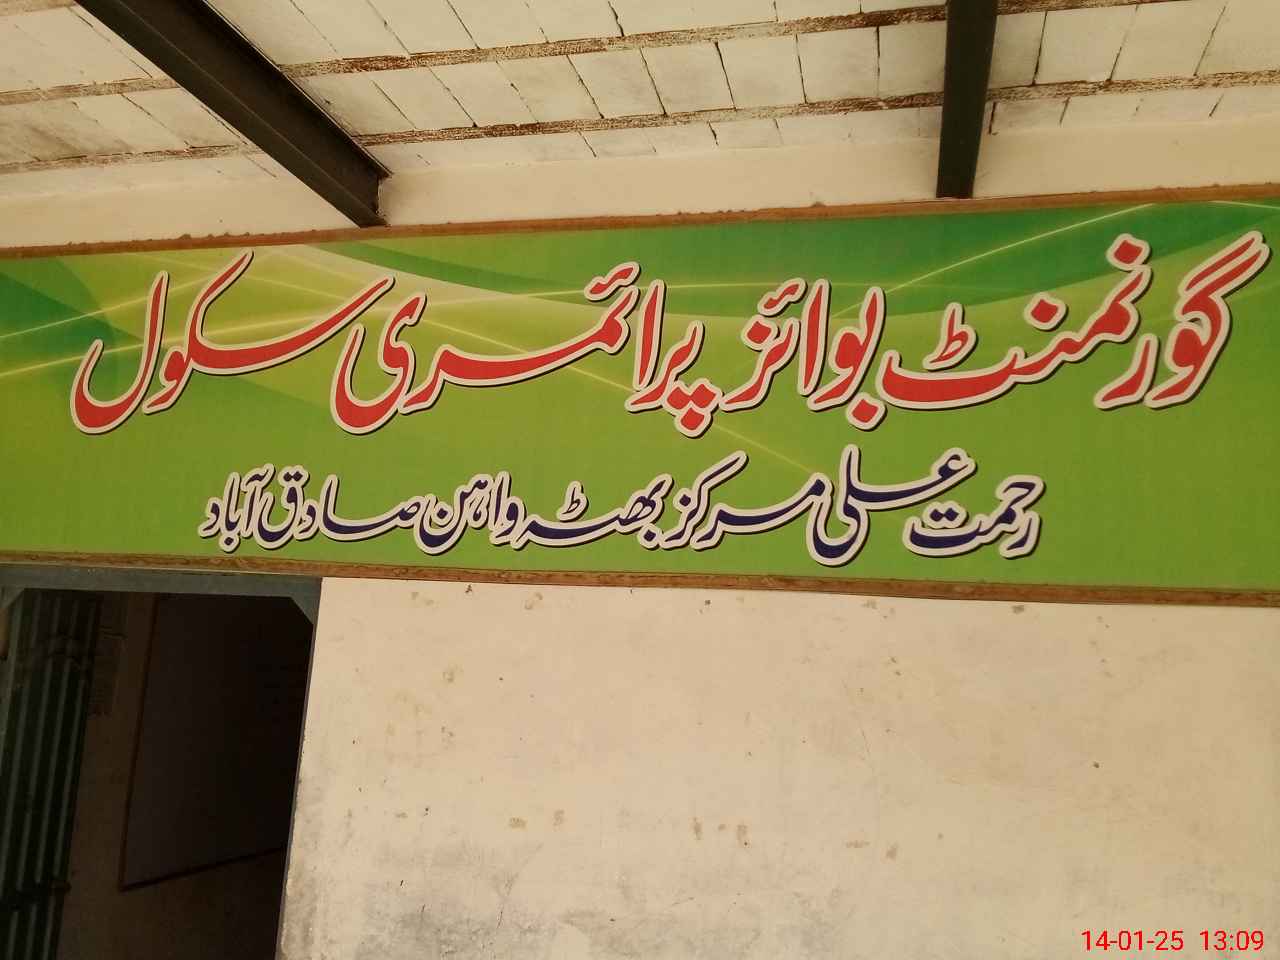 گورنمنٹ بوائز پرائمری سکول
رحمت علی مرکز بھٹہ واہن صادق آباد
14-01-25 13:09